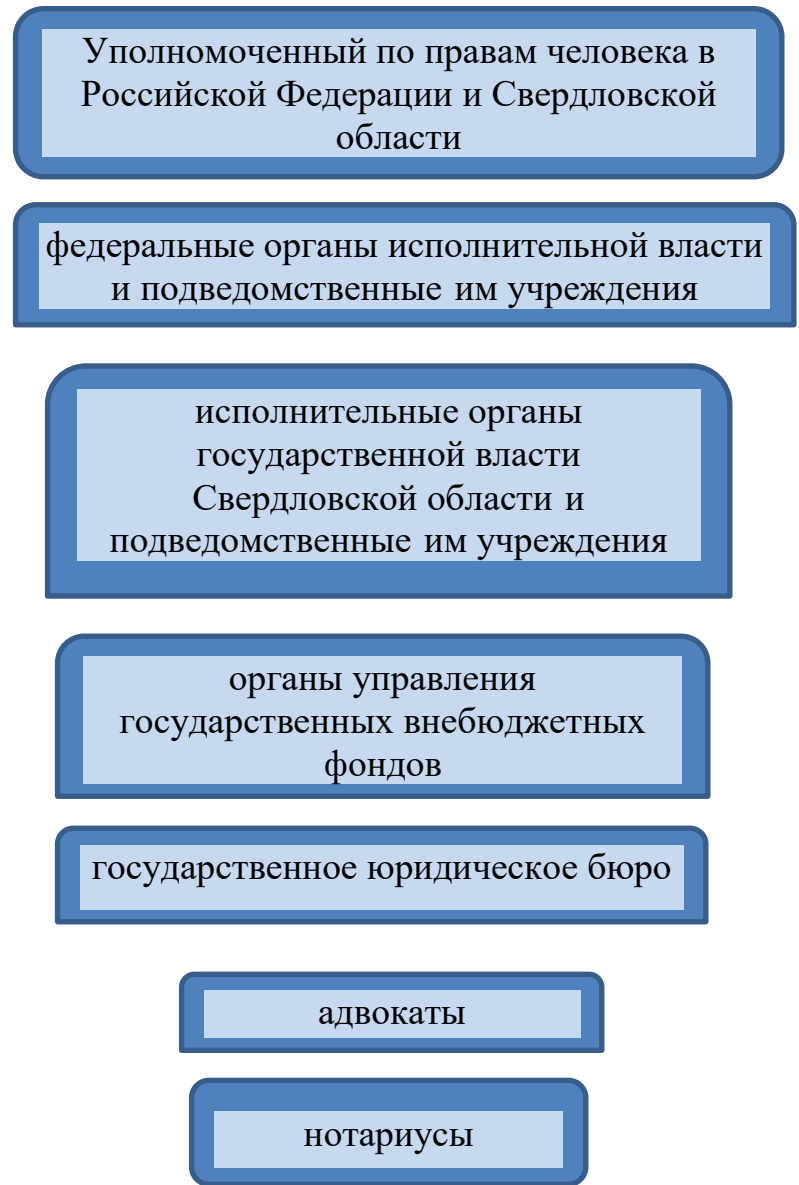 Уполномоченный по правам человека в
Российской Федерации и Свердловской
области
федеральные органы исполнительной власти
и подведомственные им учреждения
исполнительные органы
государственной власти
Свердловской области и
подведомственные им учреждения
органы управления
государственных внебюджетных
фондов
государственное юридическое бюро
адвокаты
нотариусы